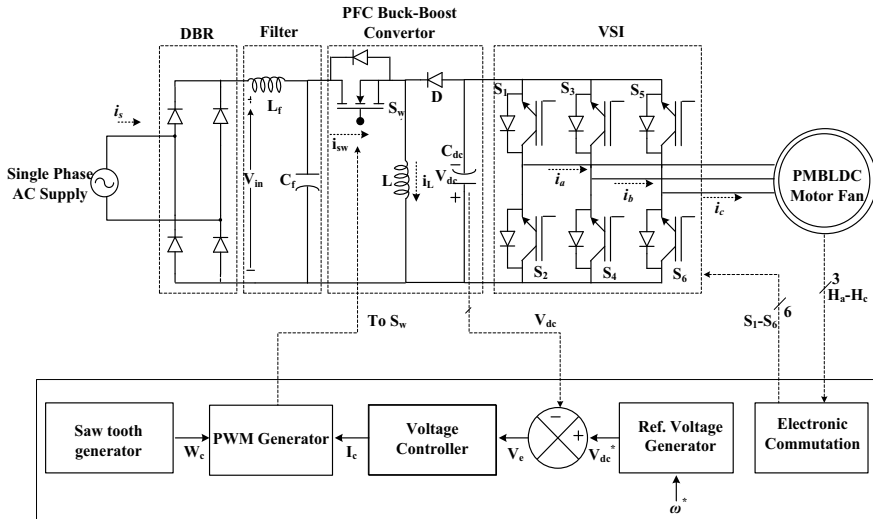 PFC Buck-Boost
Convertor
DBR
Filter
VSI
i_s
L_f
S_w
D
S_1
S_3
S_5
i_sw
+
V_in
−
C_f
L
i_L
C_dc
−
V_dc
+
Single Phase
AC Supply
i_a
i_b
i_c
PMBLDC
Motor Fan
S_2
S_4
S_6
3
H_a-H_c
6
S_1-S_6
To S_w
V_dc
Saw tooth
generator
W_c
PWM Generator
I_c
Voltage
Controller
V_e
−
+
V_dc^*
Ref. Voltage
Generator
ω^*
Electronic
Commutation